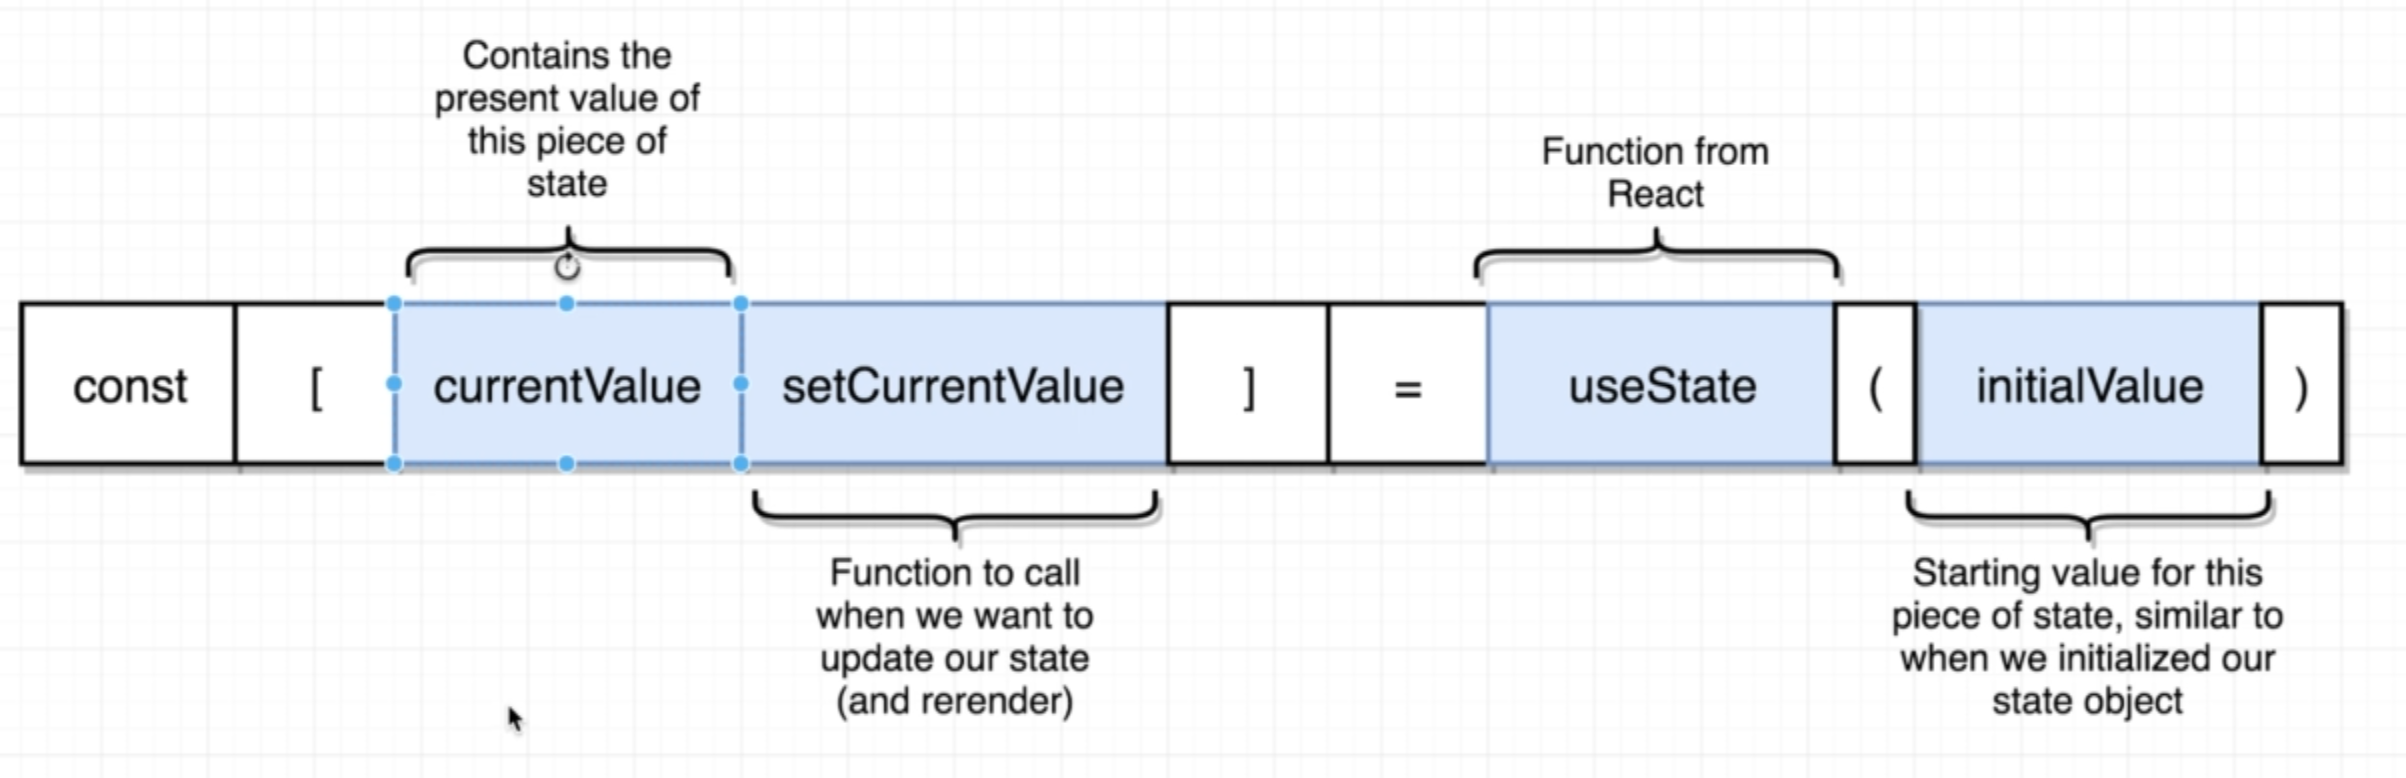 Contains the
present value of
this piece of
state
Function from
React
const [ currentValue setCurrentValue ] = useState ( initialValue )
Function to call
when we want to
update our state
(and rerender)
Starting value for this
piece of state, similar to
when we initialized our
state object